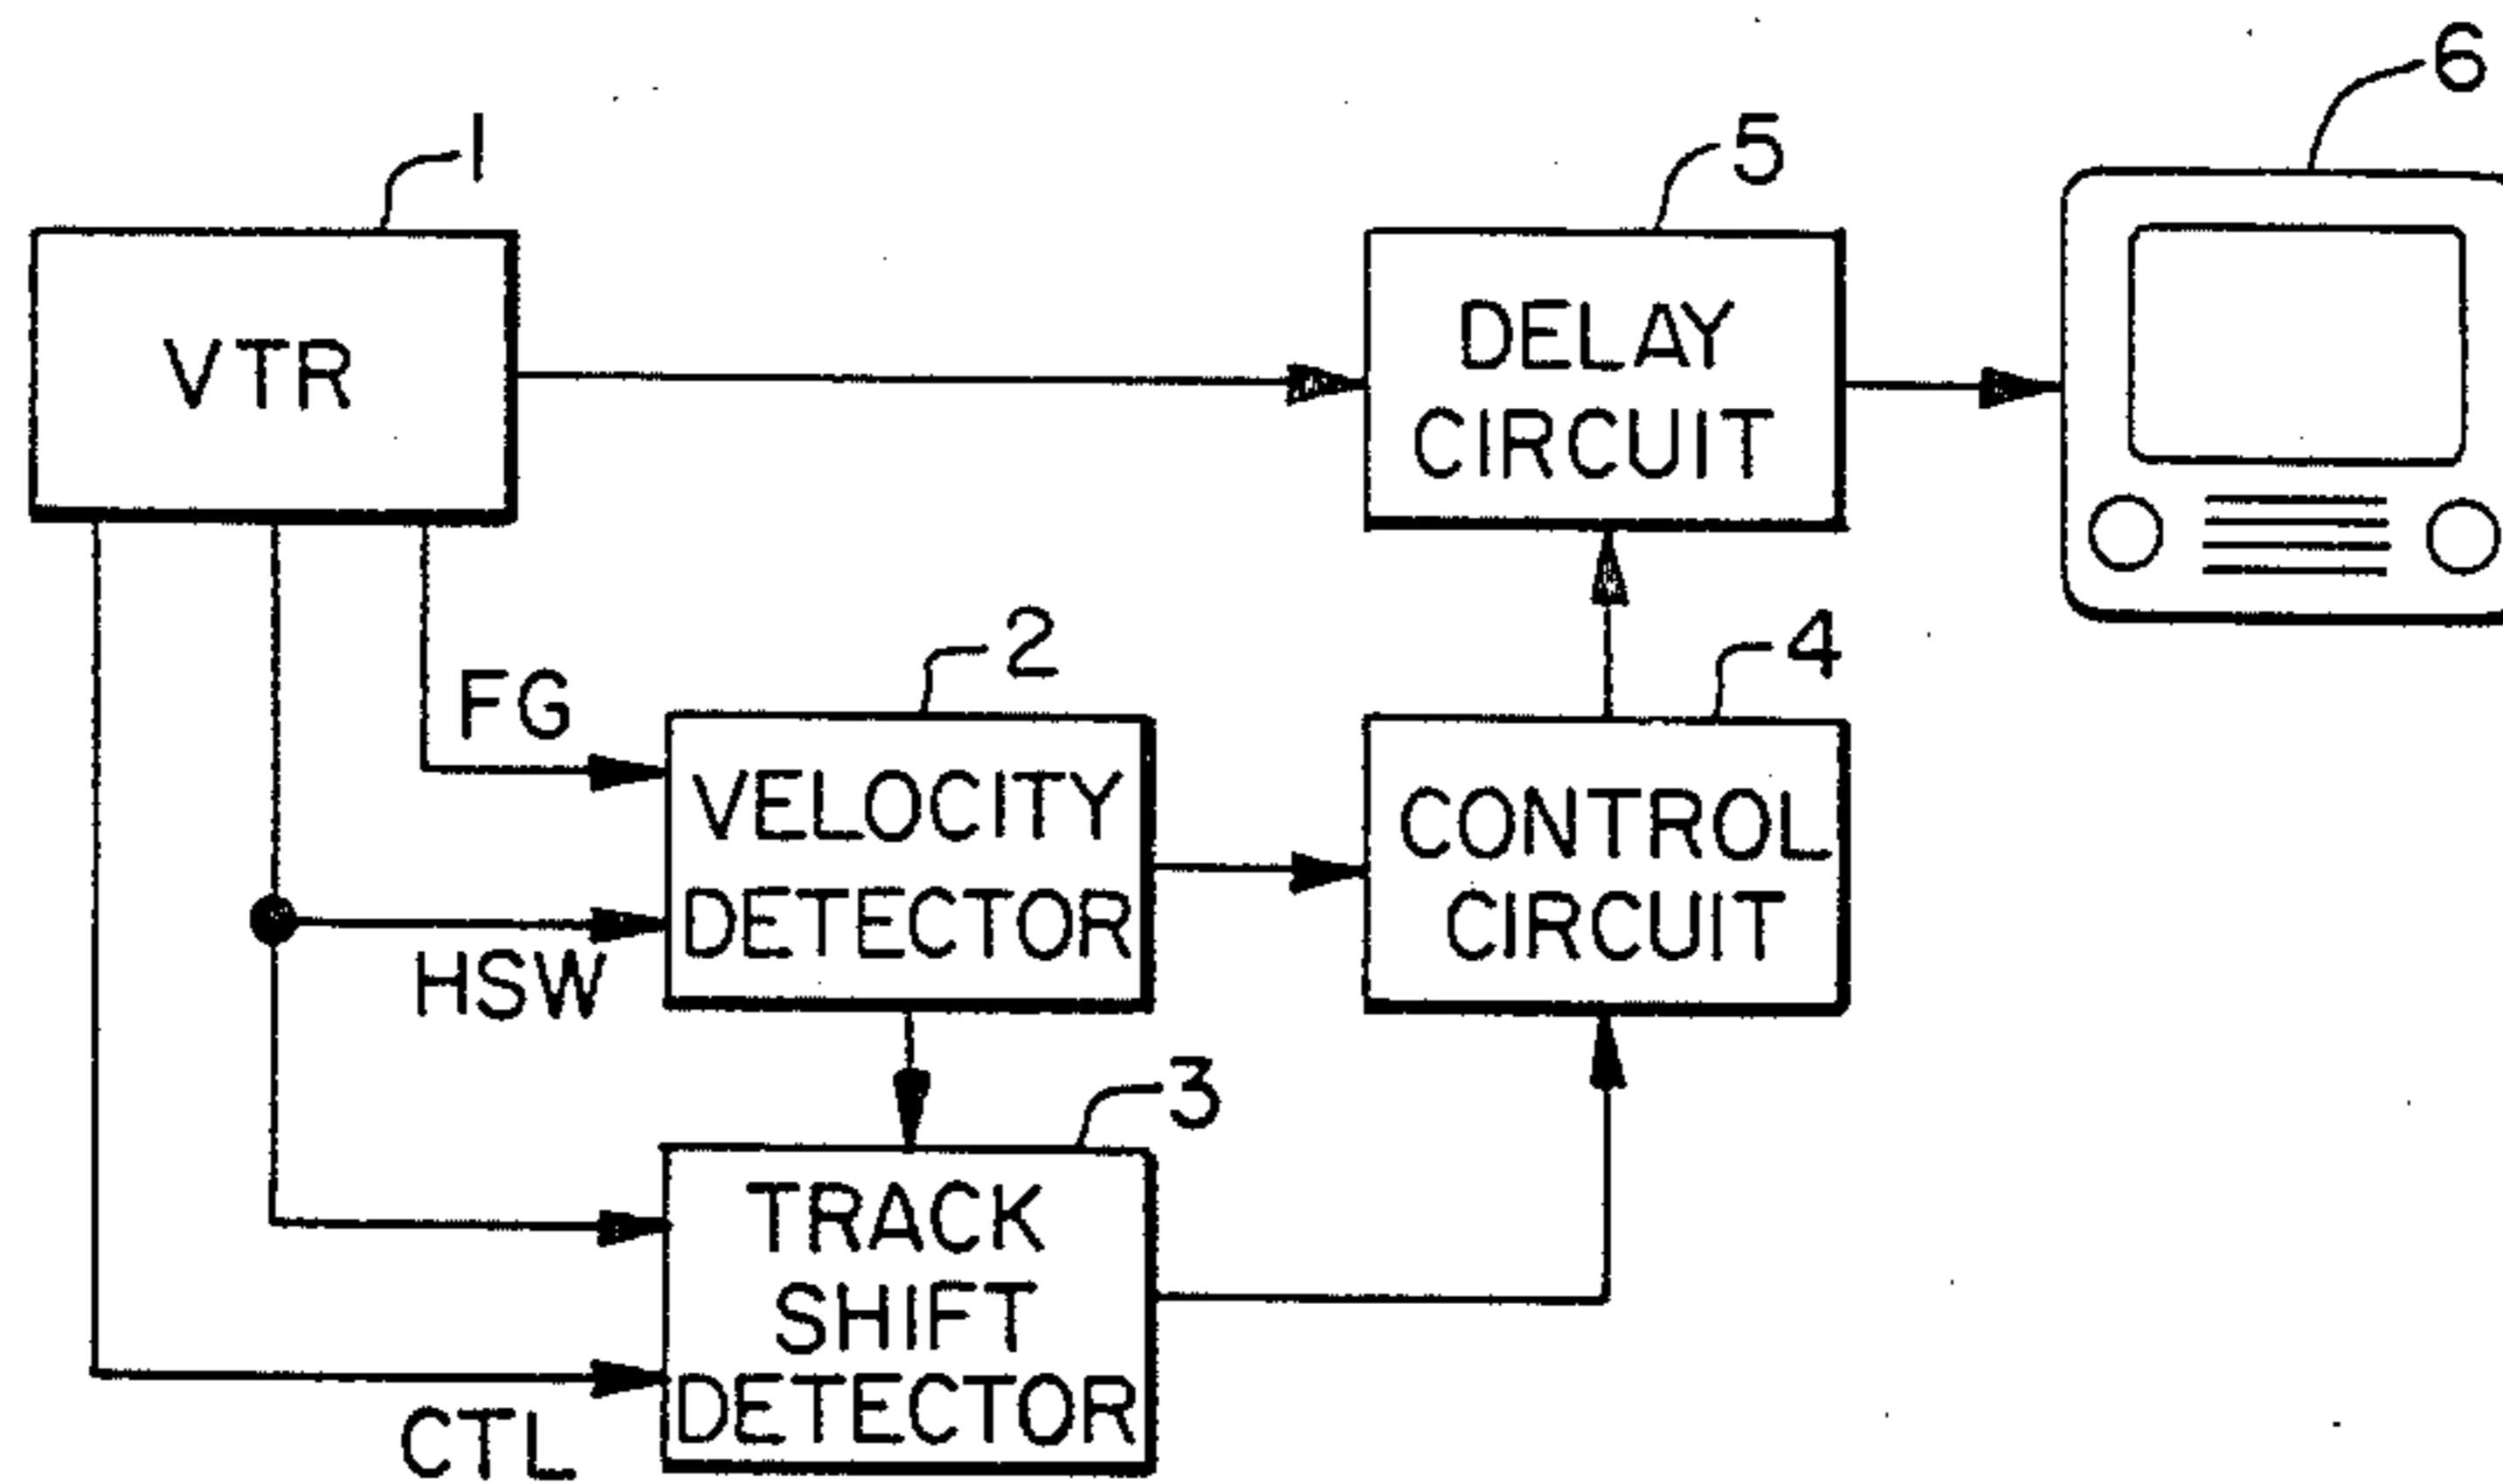 6
1
5
VTR
DELAY
CIRCUIT
2
4
FG
VELOCITY
DETECTOR
CONTROL
CIRCUIT
HSW
3
TRACK
SHIFT
DETECTOR
CTL